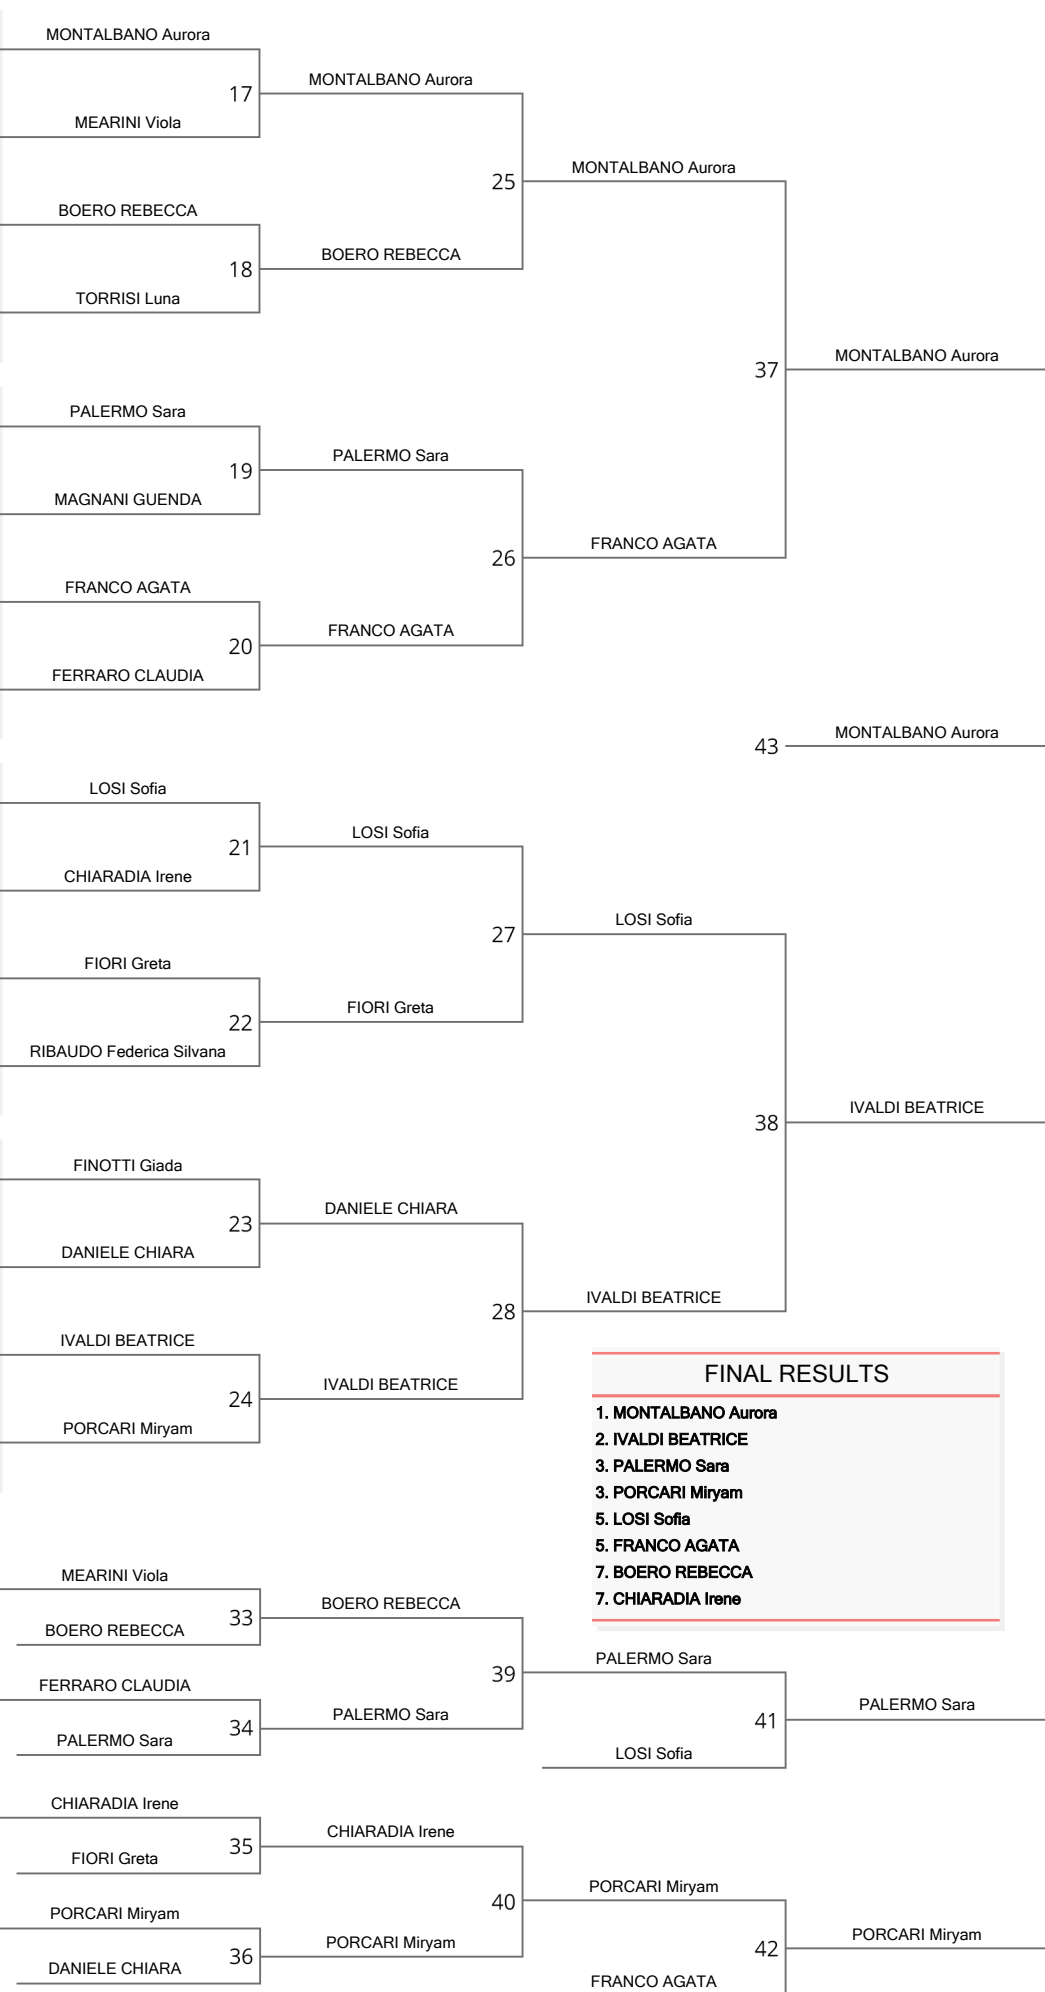 MONTALBANO Aurora
17
MONTALBANO Aurora
MEARINI Viola
25
MONTALBANO Aurora
BOERO REBECCA
18
BOERO REBECCA
TORRISI Luna
37
MONTALBANO Aurora
PALERMO Sara
19
PALERMO Sara
MAGNANI GUENDA
26
FRANCO AGATA
FRANCO AGATA
20
FRANCO AGATA
FERRARO CLAUDIA
43
MONTALBANO Aurora
LOSI Sofia
21
LOSI Sofia
CHIARADIA Irene
27
LOSI Sofia
FIORI Greta
22
FIORI Greta
RIBAUDO Federica Silvana
38
IVALDI BEATRICE
FINOTTI Giada
23
DANIELE CHIARA
DANIELE CHIARA
28
IVALDI BEATRICE
IVALDI BEATRICE
24
IVALDI BEATRICE
PORCARI Miryam
FINAL RESULTS
1. MONTALBANO Aurora
2. IVALDI BEATRICE
3. PALERMO Sara
3. PORCARI Miryam
5. LOSI Sofia
5. FRANCO AGATA
7. BOERO REBECCA
7. CHIARADIA Irene
MEARINI Viola
33
BOERO REBECCA
BOERO REBECCA
39
PALERMO Sara
FERRARO CLAUDIA
34
PALERMO Sara
PALERMO Sara
41
PALERMO Sara
LOSI Sofia
CHIARADIA Irene
35
CHIARADIA Irene
FIORI Greta
40
PORCARI Miryam
PORCARI Miryam
36
PORCARI Miryam
DANIELE CHIARA
42
PORCARI Miryam
FRANCO AGATA